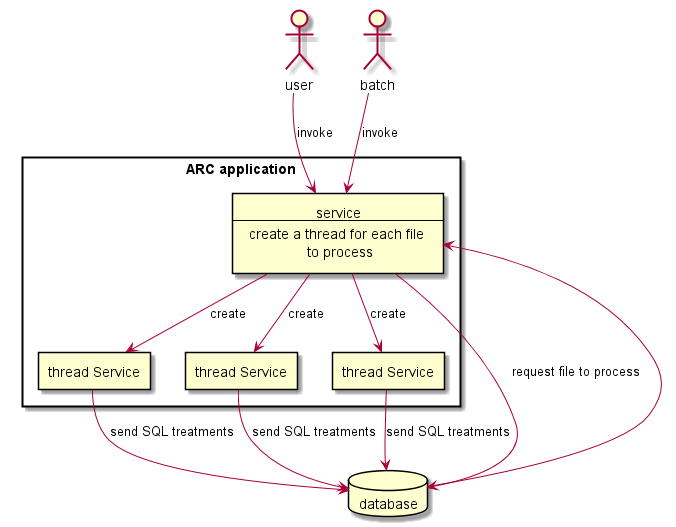 user
batch
invoke
invoke
ARC application
service
create a thread for each file
to process
create
create
create
thread Service
thread Service
thread Service
request file to process
send SQL treatments
send SQL treatments
send SQL treatments
database